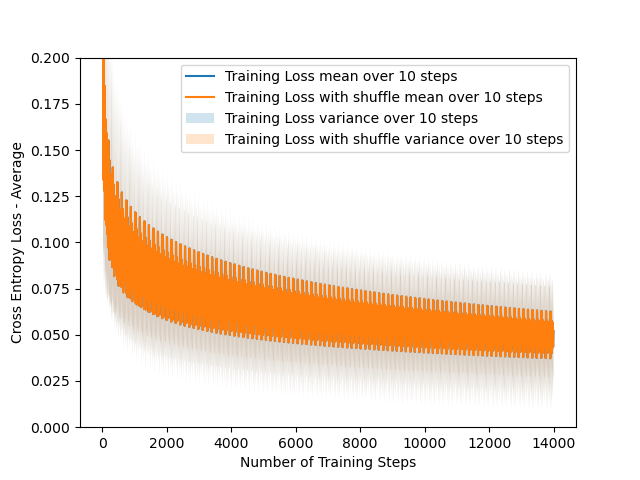 Training Loss mean over 10 steps
Training Loss with shuffle mean over 10 steps
Training Loss variance over 10 steps
Training Loss with shuffle variance over 10 steps
Cross Entropy Loss - Average
0.200
0.175
0.150
0.125
0.100
0.075
0.050
0.025
0.000
0
2000
4000
6000
8000
10000
12000
14000
Number of Training Steps